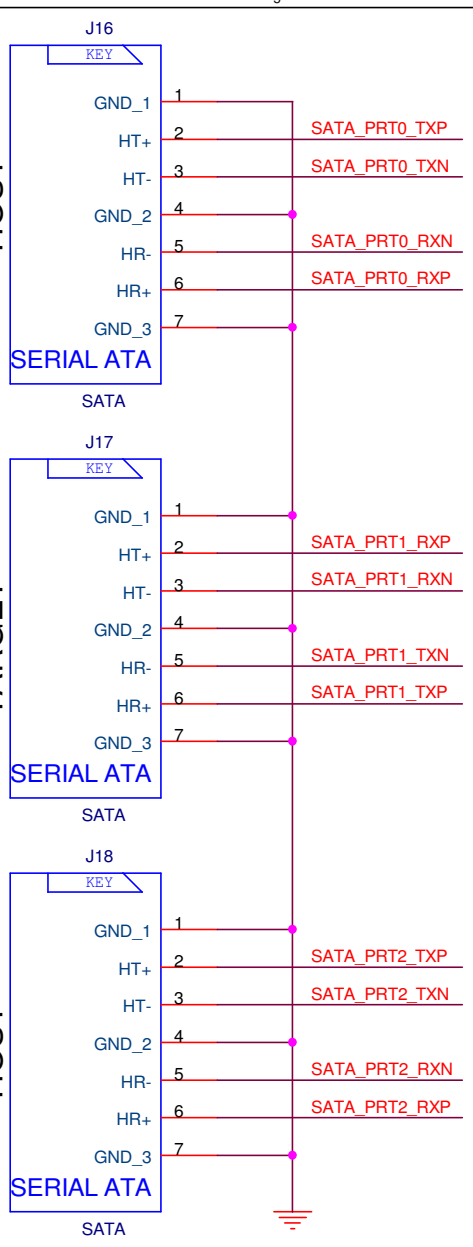 J16
KEY
GND_1 1
HT+ 2 SATA_PRT0_TXP
HT- 3 SATA_PRT0_TXN
GND_2 4
HR- 5 SATA_PRT0_RXN
HR+ 6 SATA_PRT0_RXP
GND_3 7
SERIAL ATA
SATA
J17
KEY
GND_1 1
HT+ 2 SATA_PRT1_RXP
HT- 3 SATA_PRT1_RXN
GND_2 4
HR- 5 SATA_PRT1_TXN
HR+ 6 SATA_PRT1_TXP
GND_3 7
SERIAL ATA
SATA
J18
KEY
GND_1 1
HT+ 2 SATA_PRT2_TXP
HT- 3 SATA_PRT2_TXN
GND_2 4
HR- 5 SATA_PRT2_RXN
HR+ 6 SATA_PRT2_RXP
GND_3 7
SERIAL ATA
SATA